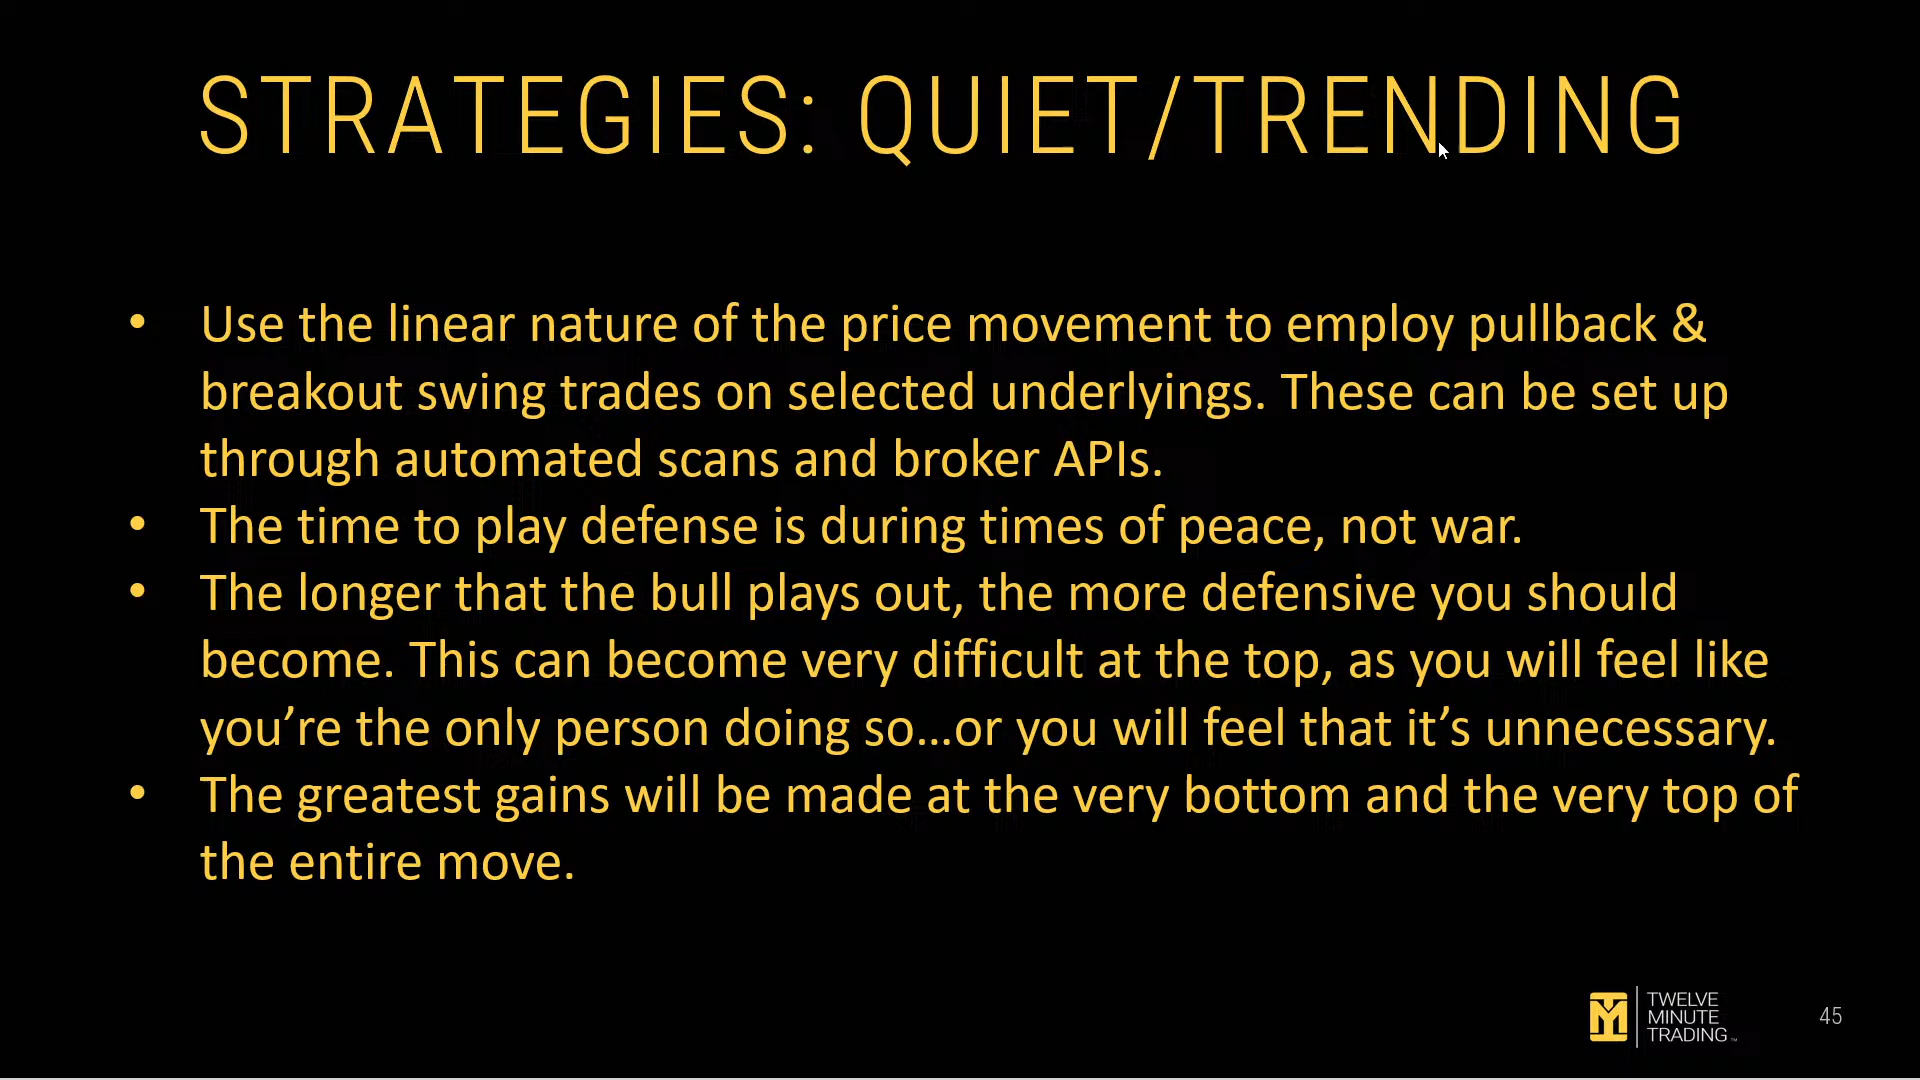 STRATEGIES: QUIET/TRENDING
• Use the linear nature of the price movement to employ pullback &
breakout swing trades on selected underlyings. These can be set up
through automated scans and broker APIs.
• The time to play defense is during times of peace, not war.
• The longer that the bull plays out, the more defensive you should
become. This can become very difficult at the top, as you will feel like
you’re the only person doing so…or you will feel that it’s unnecessary.
• The greatest gains will be made at the very bottom and the very top of
the entire move.
TWELVE
MINUTE
TRADING™
45